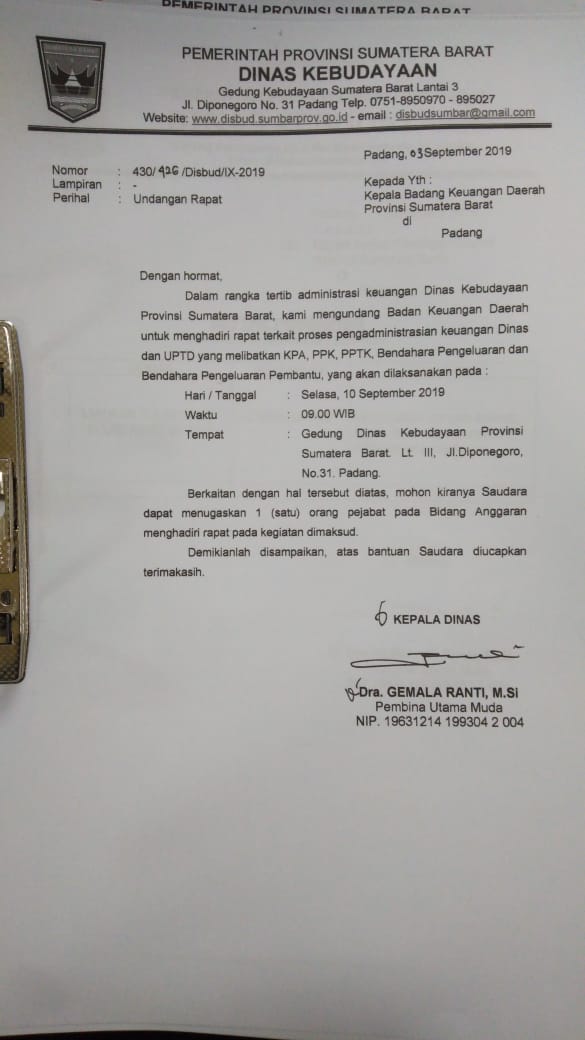 PEMERINTAH PROVINSI SUMATERA BARAT
SUMATERA BARAT
PEMERINTAH PROVINSI SUMATERA BARAT
DINAS KEBUDAYAAN
Gedung Kebudayaan Sumatera Barat Lantai 3
Jl. Diponegoro No. 31 Padang Telp. 0751-8950970 - 895027
Website: www.disbud.sumbarprov.go.id - email : disbudsumbar@gmail.com
Padang, 03 September 2019
Nomor : 430/926/Disbud/IX-2019
Lampiran : -
Perihal : Undangan Rapat
Kepada Yth :
Kepala Badang Keuangan Daerah
Provinsi Sumatera Barat
di
Padang
Dengan hormat,
Dalam rangka tertib administrasi keuangan Dinas Kebudayaan
Provinsi Sumatera Barat, kami mengundang Badan Keuangan Daerah
untuk menghadiri rapat terkait proses pengadministrasian keuangan Dinas
dan UPTD yang melibatkan KPA, PPK, PPTK, Bendahara Pengeluaran dan
Bendahara Pengeluaran Pembantu, yang akan dilaksanakan pada :
Hari / Tanggal : Selasa, 10 September 2019
Waktu : 09.00 WIB
Tempat : Gedung Dinas Kebudayaan Provinsi
Sumatera Barat. Lt. III, Jl.Diponegoro,
No.31. Padang.
Berkaitan dengan hal tersebut diatas, mohon kiranya Saudara
dapat menugaskan 1 (satu) orang pejabat pada Bidang Anggaran
menghadiri rapat pada kegiatan dimaksud.
Demikianlah disampaikan, atas bantuan Saudara diucapkan
terimakasih.
KEPALA DINAS
Dra. GEMALA RANTI, M.Si
Pembina Utama Muda
NIP. 19631214 199304 2 004